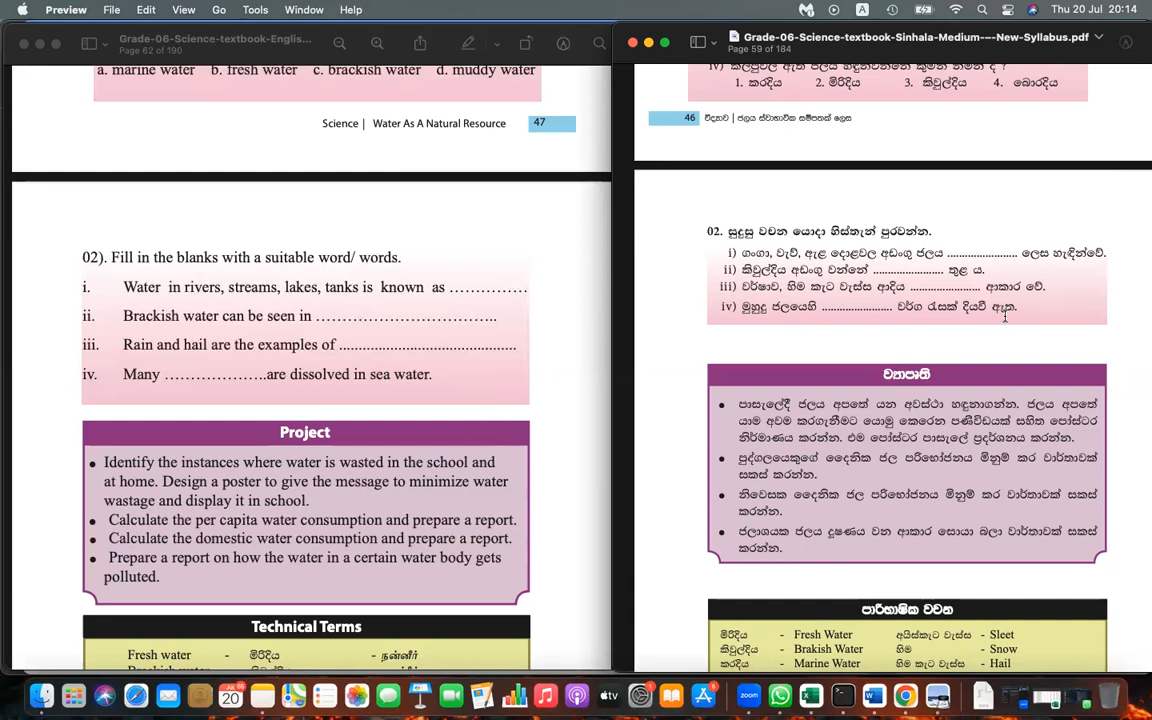 Preview File Edit View Go Tools Window Help
Thu 20 Jul 20:14
Grade-06-Science-textbook-Englis...
Page 62 of 190
a. marine water b. fresh water c. brackish water d. muddy water
Science | Water As A Natural Resource 47
02). Fill in the blanks with a suitable word/ words.
i. Water in rivers, streams, lakes, tanks is known as ……………
ii. Brackish water can be seen in …………………………..
iii. Rain and hail are the examples of ...............................................
iv. Many ………………..are dissolved in sea water.
Project
• Identify the instances where water is wasted in the school and
at home. Design a poster to give the message to minimize water
wastage and display it in school.
• Calculate the per capita water consumption and prepare a report.
• Calculate the domestic water consumption and prepare a report.
• Prepare a report on how the water in a certain water body gets
polluted.
Technical Terms
Fresh water - මිරිදිය - நன்னீர்
Grade-06-Science-textbook-Sinhala-Medium-–-New-Syllabus.pdf
Page 59 of 184
1. කරදිය 2. මිරිදිය 3. කිවුල්දිය 4. බොරදිය
46 විද්‍යාව | ජලය ස්වාභාවික සම්පතක් ලෙස
02. සුදුසු වචන යොදා හිස්තැන් පුරවන්න.
i) ගංගා, වැව්, ඇළ දොළවල අඩංගු ජලය ........................ ලෙස හැඳින්වේ.
ii) කිවුල්දිය අඩංගු වන්නේ ........................ තුළ ය.
iii) වර්ෂාව, හිම කැට වැස්ස ආදිය ........................ ආකාර වේ.
iv) මුහුදු ජලයෙහි ........................ වර්ග රැසක් දියවී ඇත.
ව්‍යාපෘති
• පාසැලේදී ජලය අපතේ යන අවස්ථා හඳුනාගන්න. ජලය අපතේ
යාම අවම කරගැනීමට යොමු කෙරෙන පණිවිඩයක් සහිත පෝස්ටර
නිර්මාණය කරන්න. එම පෝස්ටර පාසැලේ ප්‍රදර්ශනය කරන්න.
• පුද්ගලයෙකුගේ දෛනික ජල පරිභෝජනය මිනුම් කර වාර්තාවක්
සකස් කරන්න.
• නිවෙසක දෛනික ජල පරිභෝජනය මිනුම් කර වාර්තාවක් සකස්
කරන්න.
• ජලාශයක ජලය දූෂණය වන ආකාර සොයා බලා වාර්තාවක් සකස්
කරන්න.
පාරිභාෂික වචන
මිරිදිය - Fresh Water අයිස්කැට වැස්ස - Sleet
කිවුල්දිය - Brakish Water හිම - Snow
කරදිය - Marine Water හිම කැට වැස්ස - Hail